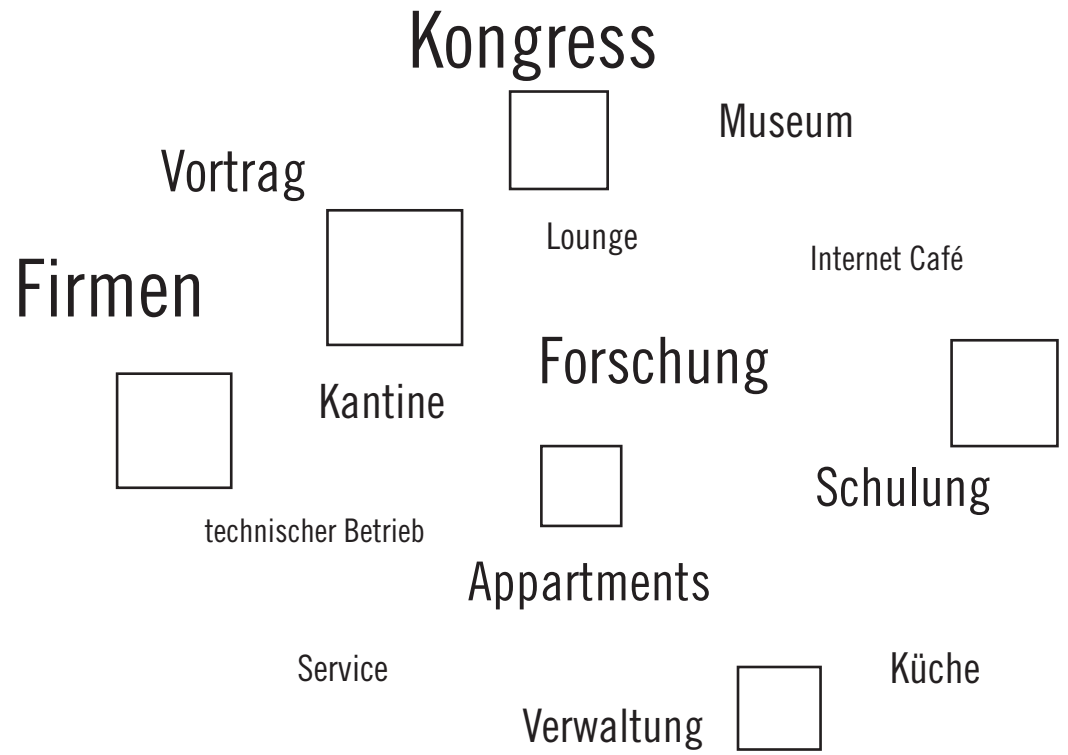 Kongress
Museum
Vortrag
Lounge
Internet Café
Firmen
Forschung
Kantine
Schulung
technischer Betrieb
Appartments
Service
Küche
Verwaltung